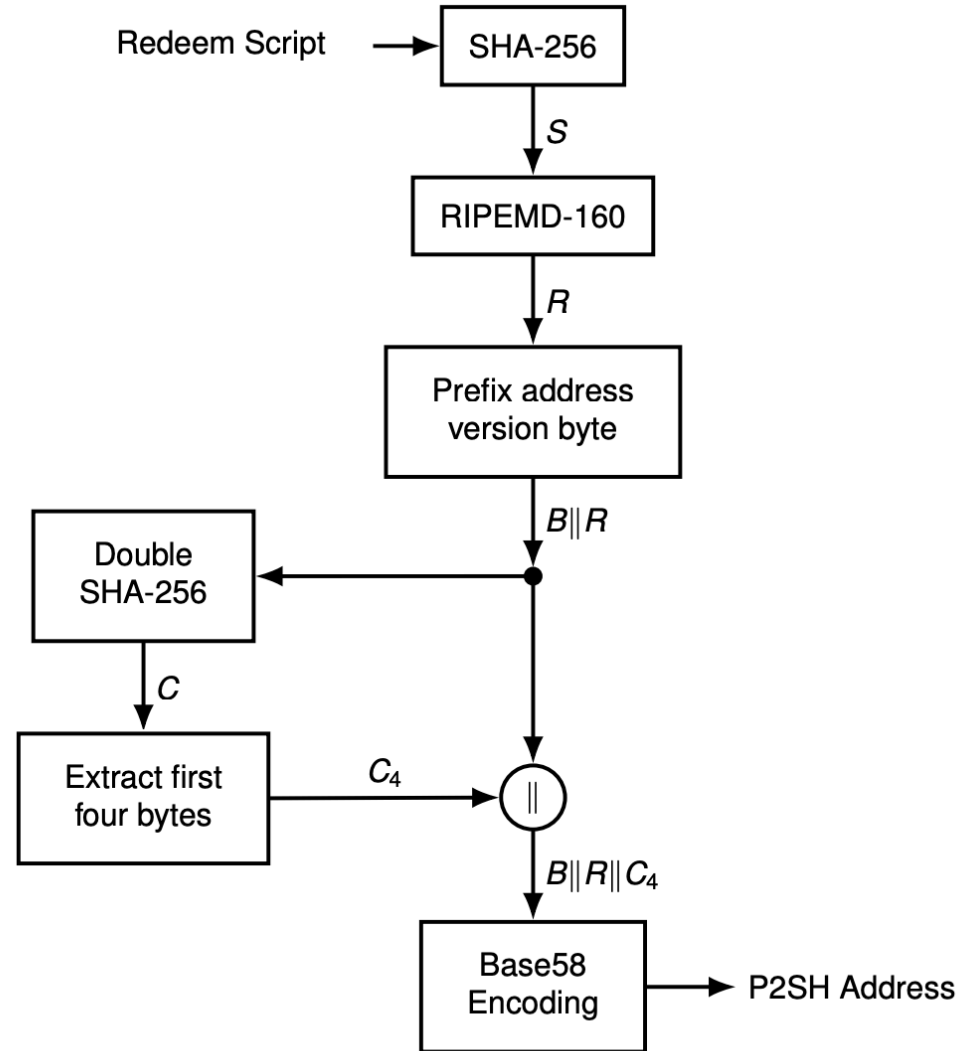 Redeem Script
SHA-256
S
RIPEMD-160
R
Prefix address
version byte
B||R
Double
SHA-256
C
Extract first
four bytes
C₄
||
B||R||C₄
Base58
Encoding
P2SH Address